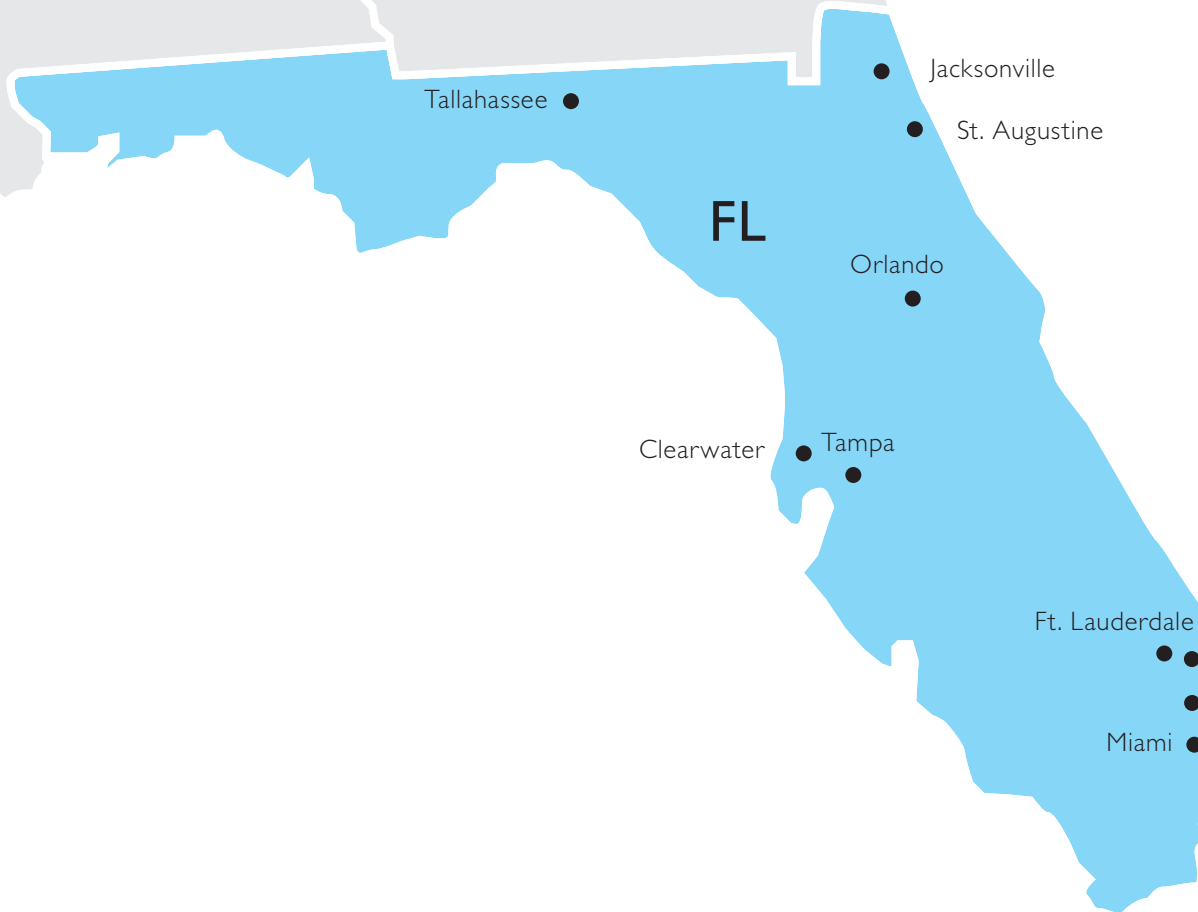 Jacksonville
Tallahassee
St. Augustine
FL
Orlando
Tampa
Clearwater
Ft. Lauderdale
Miami